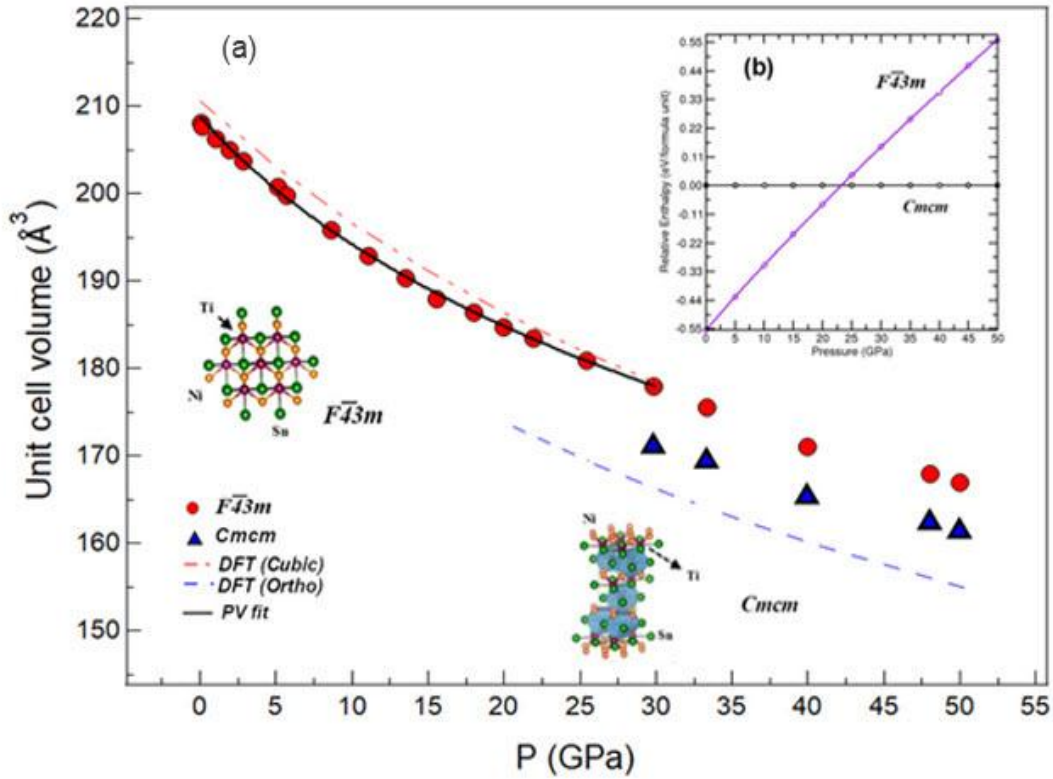 (a)
Unit cell volume (Å³)
220
210
200
190
180
170
160
150
0 5 10 15 20 25 30 35 40 45 50 55
P (GPa)
Ti
Ni
Sn
F4̅3m
F4̅3m
Cmcm
DFT (Cubic)
DFT (Ortho)
PV fit
Ni
Ti
Sn
Cmcm
(b)
F4̅3m
Cmcm
Relative Enthalpy (eV/formula unit)
0.55
0.44
0.33
0.22
0.11
0.00
-0.11
-0.22
-0.33
-0.44
-0.55
0 5 10 15 20 25 30 35 40 45 50
Pressure (GPa)